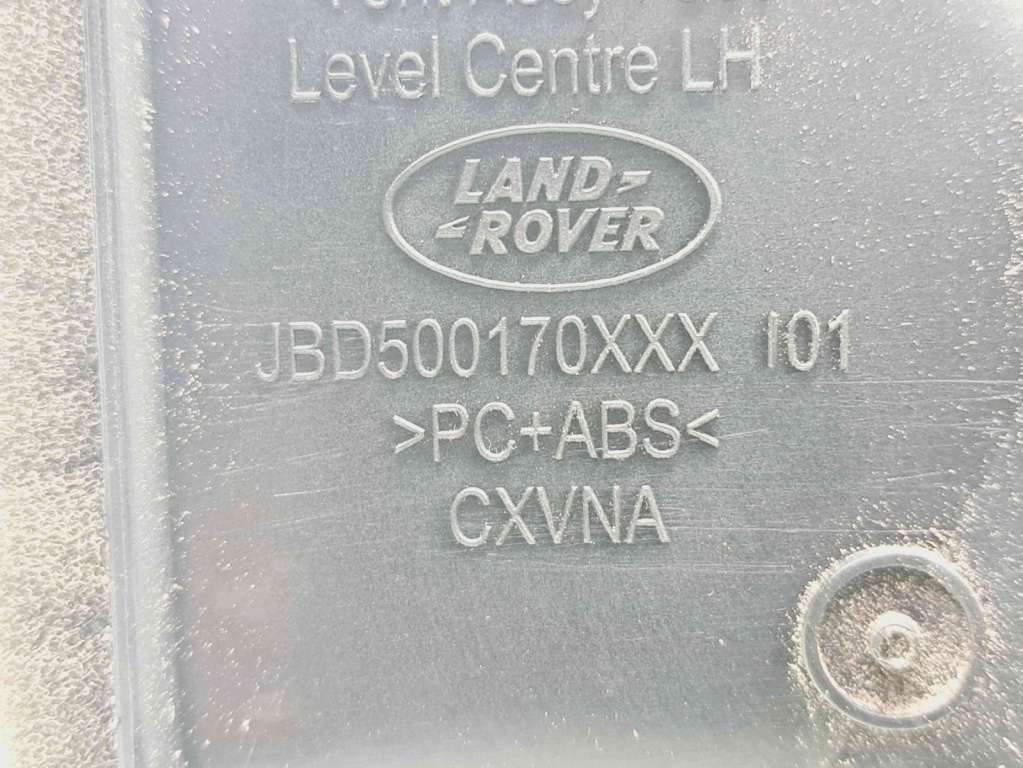 Level Centre LH
LAND
ROVER
JBD500170XXX I01
>PC+ABS<
CXVNA